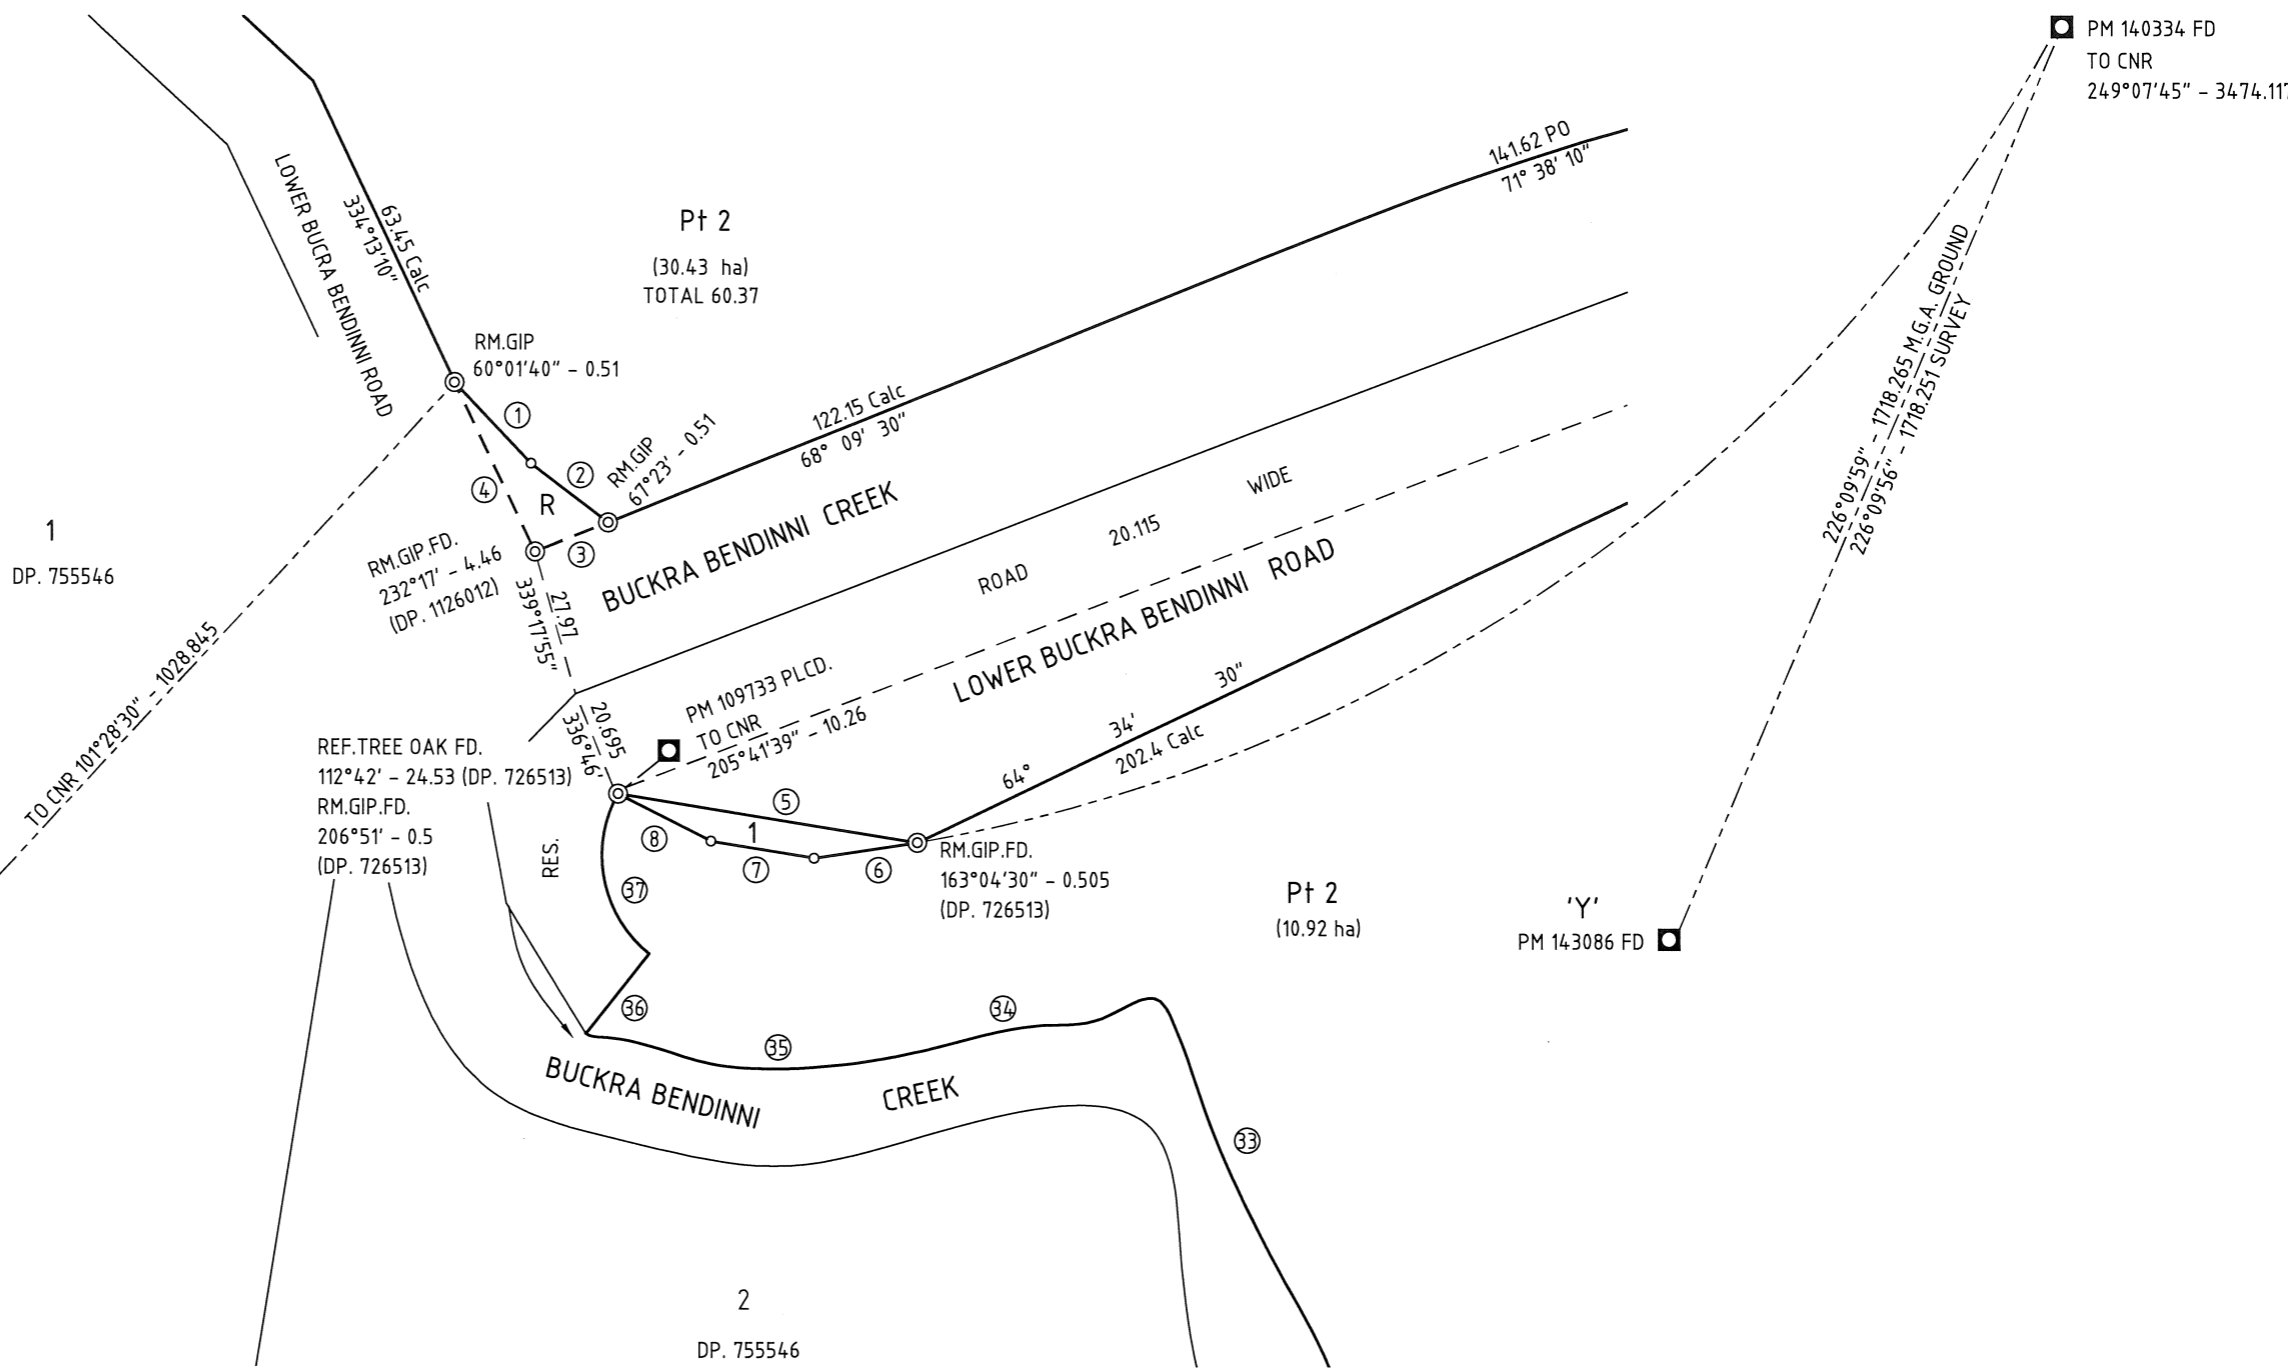 PM 140334 FD
TO CNR
249°07'45" - 3474.117
141.62 PO
71° 38' 10"
LOWER BUCRA BENDINNI ROAD
63.45 Calc
334°13'10"
Pt 2
(30.43 ha)
TOTAL 60.37
226°09'59" - 1718.265 M.G.A. GROUND
226°09'56" - 1718.251 SURVEY
RM.GIP
60°01'40" - 0.51
1
2
3
4
R
RM.GIP
67°23' - 0.51
122.15 Calc
68° 09' 30"
1
DP. 755546
RM.GIP.FD.
232°17' - 4.46
(DP. 1126012)
27.97
339°17'55"
BUCKRA BENDINNI CREEK
ROAD 20.115 WIDE
LOWER BUCKRA BENDINNI ROAD
TO CNR 101°28'30" - 1028.845
PM 109733 PLCD.
TO CNR
205°41'39" - 10.26
20.695
336°46'
REF.TREE OAK FD.
112°42' - 24.53 (DP. 726513)
RM.GIP.FD.
206°51' - 0.5
(DP. 726513)
64° 34' 30"
202.4 Calc
5
8
1
7
6
RES.
37
RM.GIP.FD.
163°04'30" - 0.505
(DP. 726513)
Pt 2
(10.92 ha)
'Y'
PM 143086 FD
36
35
34
33
BUCKRA BENDINNI CREEK
2
DP. 755546